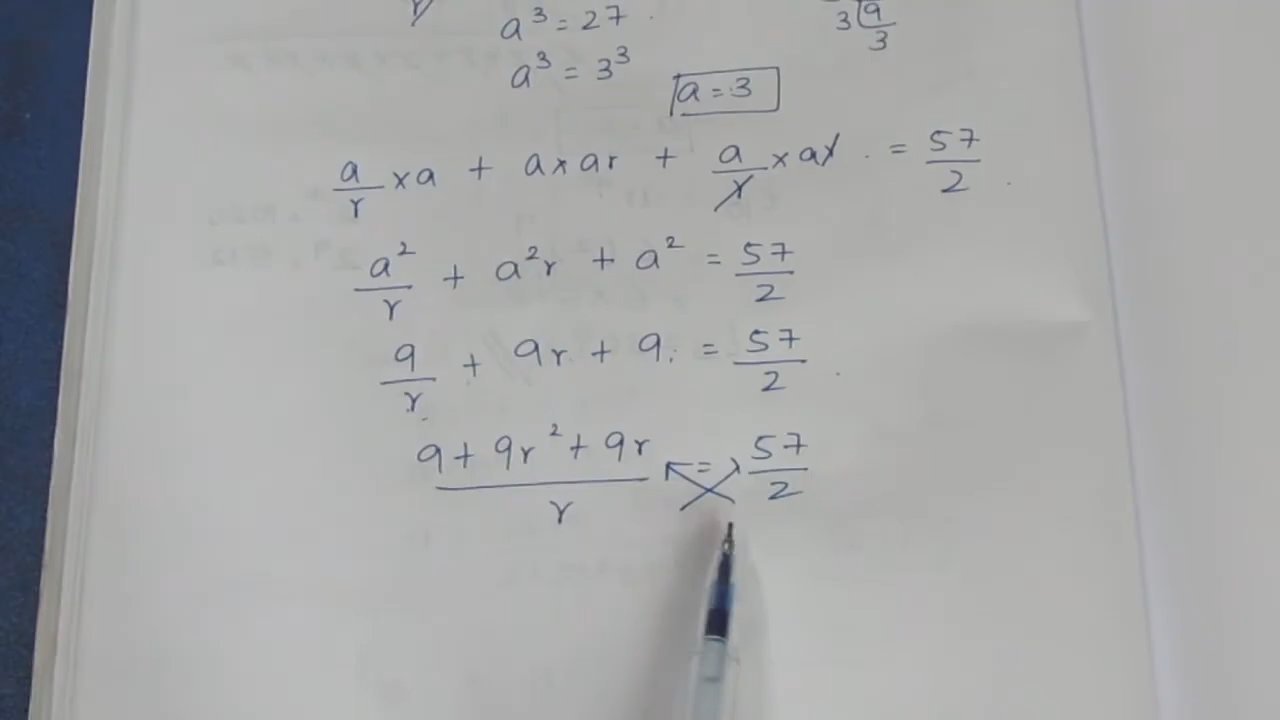 a³ = 27
3 | 9
3
a³ = 3³
a = 3
a/r × a + a × ar + a/r × ar = 57/2
a²/r + a²r + a² = 57/2
9/r + 9r + 9 = 57/2
(9 + 9r² + 9r)/r = 57/2